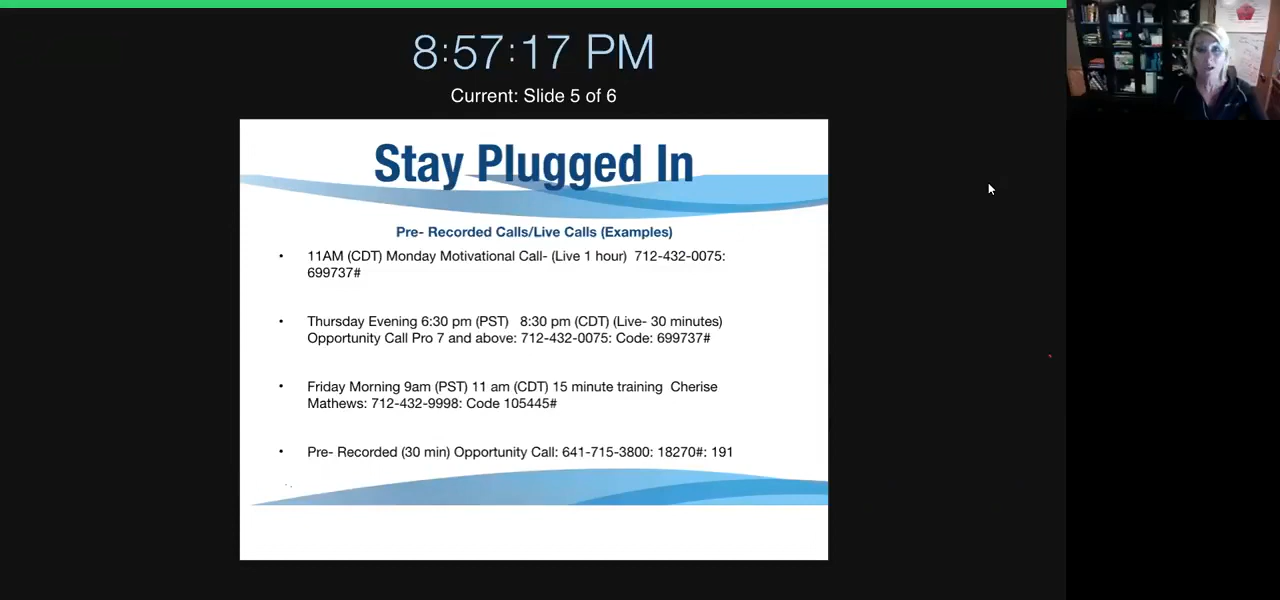 8:57:17 PM
Current: Slide 5 of 6
Stay Plugged In
Pre- Recorded Calls/Live Calls (Examples)
• 11AM (CDT) Monday Motivational Call- (Live 1 hour) 712-432-0075:
699737#
• Thursday Evening 6:30 pm (PST) 8:30 pm (CDT) (Live- 30 minutes)
Opportunity Call Pro 7 and above: 712-432-0075: Code: 699737#
• Friday Morning 9am (PST) 11 am (CDT) 15 minute training Cherise
Mathews: 712-432-9998: Code 105445#
• Pre- Recorded (30 min) Opportunity Call: 641-715-3800: 18270#: 191